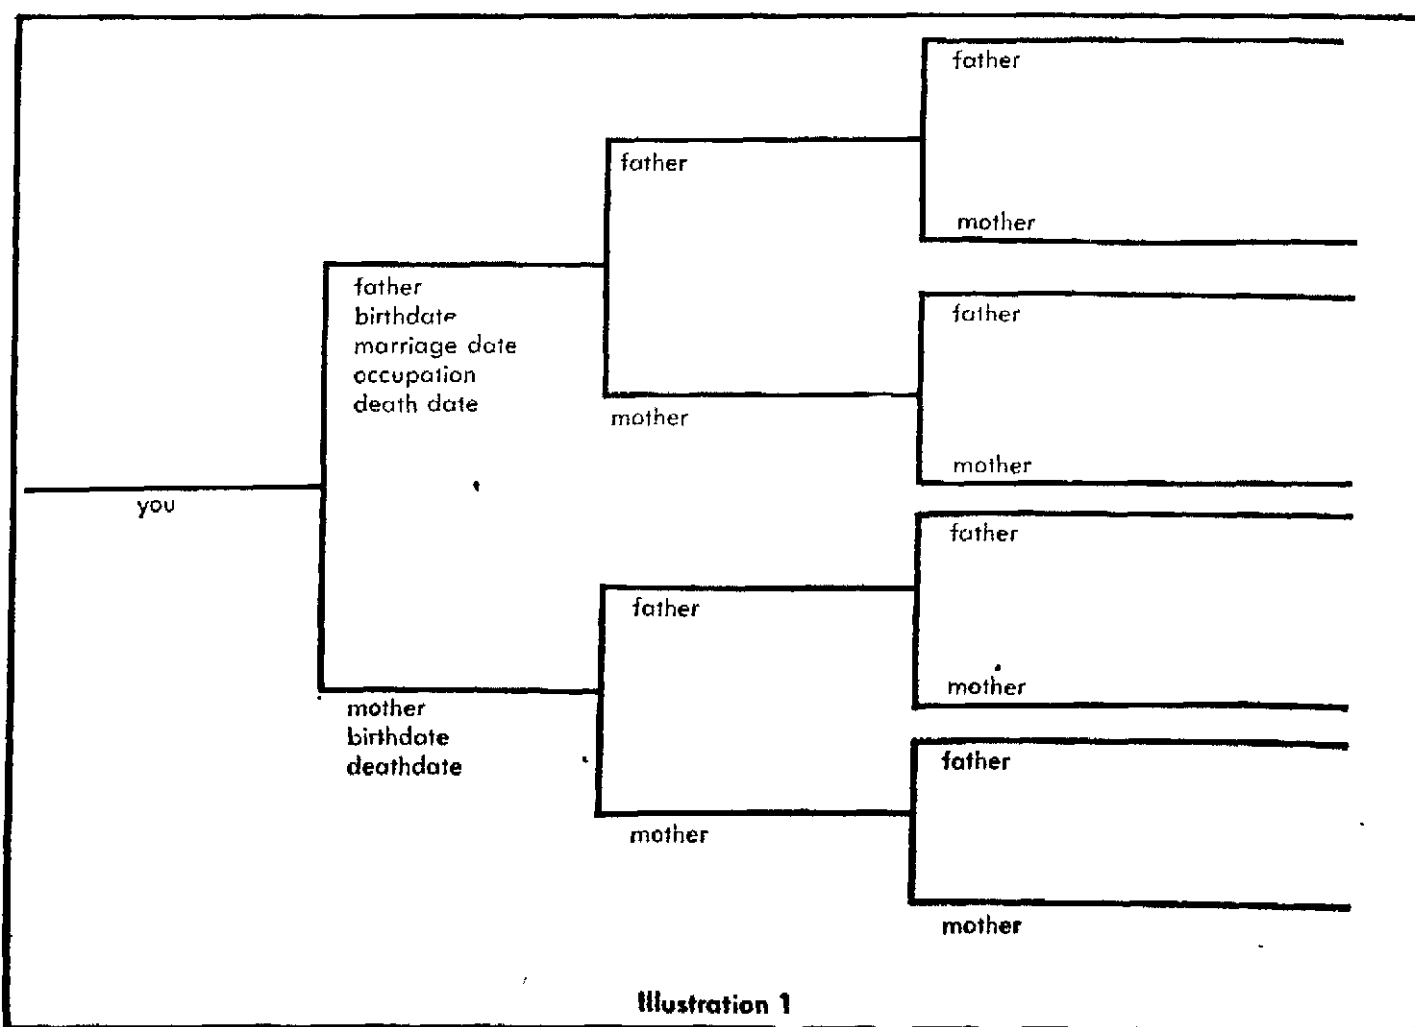 father
father
mother
father
birthdate
marriage date
occupation
death date
father
mother
mother
you
father
father
mother
mother
birthdate
deathdate
father
mother
mother
Illustration 1